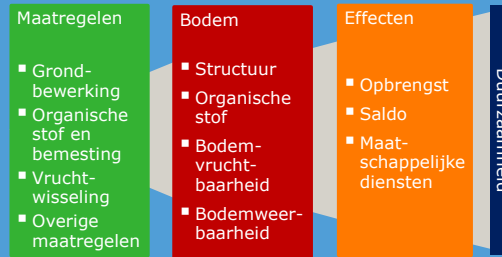 Maatregelen
▪ Grond-
bewerking
▪ Organische
stof en
bemesting
▪ Vrucht-
wisseling
▪ Overige
maatregelen
Bodem
▪ Structuur
▪ Organische
stof
▪ Bodem-
vrucht-
baarheid
▪ Bodemweer-
baarheid
Effecten
▪ Opbrengst
▪ Saldo
▪ Maat-
schappelijke
diensten